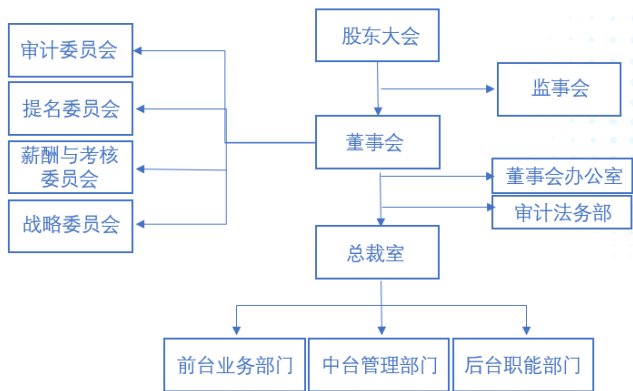 股东大会
审计委员会
监事会
提名委员会
董事会
薪酬与考核
委员会
董事会办公室
审计法务部
战略委员会
总裁室
前台业务部门
中台管理部门
后台职能部门